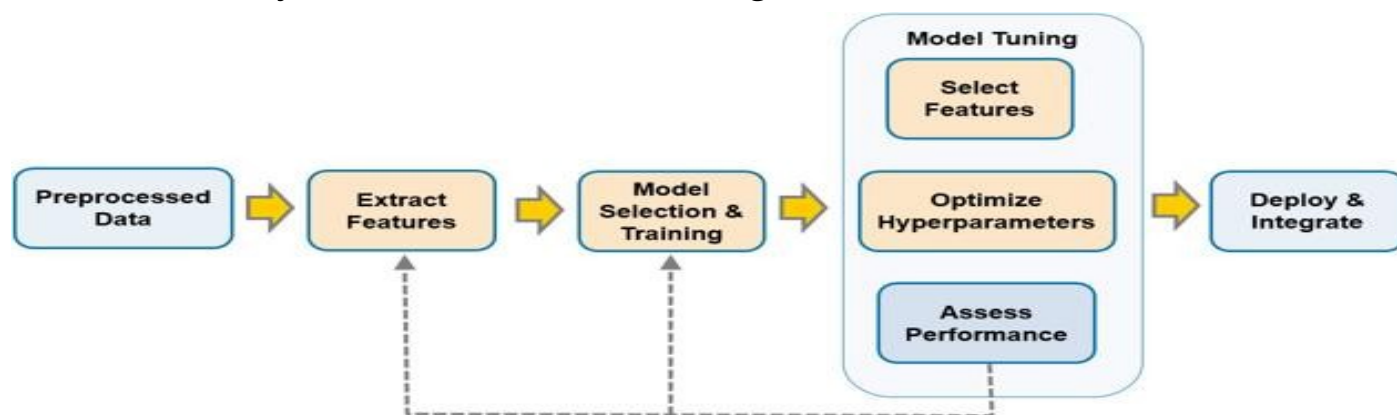 Model Tuning
Select
Features
Preprocessed
Data
Extract
Features
Model
Selection &
Training
Optimize
Hyperparameters
Deploy &
Integrate
Assess
Performance